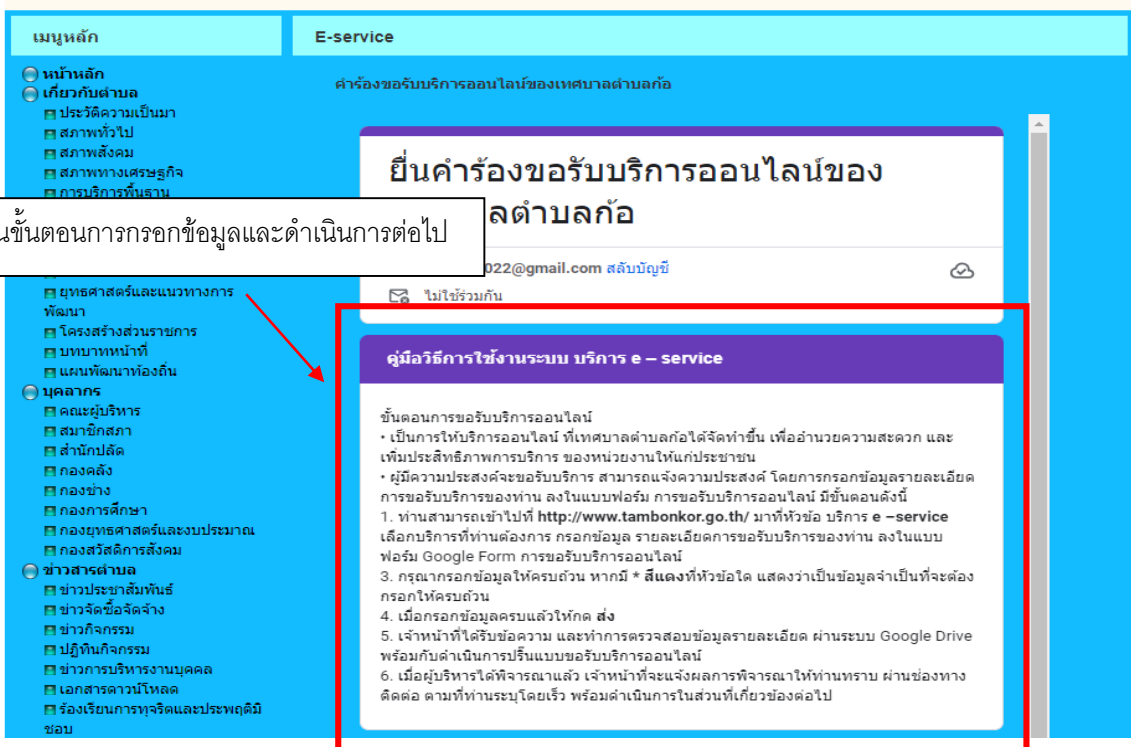 เมนูหลัก
E-service
หน้าหลัก
เกี่ยวกับตำบล
ประวัติความเป็นมา
สภาพทั่วไป
สภาพสังคม
สภาพทางเศรษฐกิจ
การบริการพื้นฐาน
ยุทธศาสตร์และแนวทางการ
พัฒนา
โครงสร้างส่วนราชการ
บทบาทหน้าที่
แผนพัฒนาท้องถิ่น
บุคลากร
คณะผู้บริหาร
สมาชิกสภา
สำนักปลัด
กองคลัง
กองช่าง
กองการศึกษา
กองยุทธศาสตร์และงบประมาณ
กองสวัสดิการสังคม
ข่าวสารตำบล
ข่าวประชาสัมพันธ์
ข่าวจัดซื้อจัดจ้าง
ข่าวกิจกรรม
ปฏิทินกิจกรรม
ข่าวการบริหารงานบุคคล
เอกสารดาวน์โหลด
ร้องเรียนการทุจริตและประพฤติมิ
ชอบ
ขั้นตอนการกรอกข้อมูลและดำเนินการต่อไป
คำร้องขอรับบริการออนไลน์ของเทศบาลตำบลก้อ
ยื่นคำร้องขอรับบริการออนไลน์ของ
ลตำบลก้อ
022@gmail.com สลับบัญชี
ไม่ใช้ร่วมกัน
คู่มือวิธีการใช้งานระบบ บริการ e – service
ขั้นตอนการขอรับบริการออนไลน์
• เป็นการให้บริการออนไลน์ ที่เทศบาลตำบลก้อได้จัดทำขึ้น เพื่ออำนวยความสะดวก และ
เพิ่มประสิทธิภาพการบริการ ของหน่วยงานให้แก่ประชาชน
• ผู้มีความประสงค์จะขอรับบริการ สามารถแจ้งความประสงค์ โดยการกรอกข้อมูลรายละเอียด
การขอรับบริการของท่าน ลงในแบบฟอร์ม การขอรับบริการออนไลน์ มีขั้นตอนดังนี้
1. ท่านสามารถเข้าไปที่ http://www.tambonkor.go.th/ มาที่หัวข้อ บริการ e –service
เลือกบริการที่ท่านต้องการ กรอกข้อมูล รายละเอียดการขอรับบริการของท่าน ลงในแบบ
ฟอร์ม Google Form การขอรับบริการออนไลน์
3. กรุณากรอกข้อมูลให้ครบถ้วน หากมี * สีแดงที่หัวข้อใด แสดงว่าเป็นข้อมูลจำเป็นที่จะต้อง
กรอกให้ครบถ้วน
4. เมื่อกรอกข้อมูลครบแล้วให้กด ส่ง
5. เจ้าหน้าที่ได้รับข้อความ และทำการตรวจสอบข้อมูลรายละเอียด ผ่านระบบ Google Drive
พร้อมกับดำเนินการปริ้นแบบขอรับบริการออนไลน์
6. เมื่อผู้บริหารได้พิจารณาแล้ว เจ้าหน้าที่จะแจ้งผลการพิจารณาให้ท่านทราบ ผ่านช่องทาง
ติดต่อ ตามที่ท่านระบุโดยเร็ว พร้อมดำเนินการในส่วนที่เกี่ยวข้องต่อไป